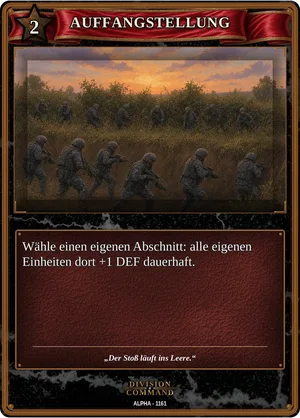 AUFFANGSTELLUNG
2
Wähle einen eigenen Abschnitt: alle eigenen
Einheiten dort +1 DEF dauerhaft.
„Der Stoß läuft ins Leere.“
DIVISION
COMMAND
ALPHA - 1161